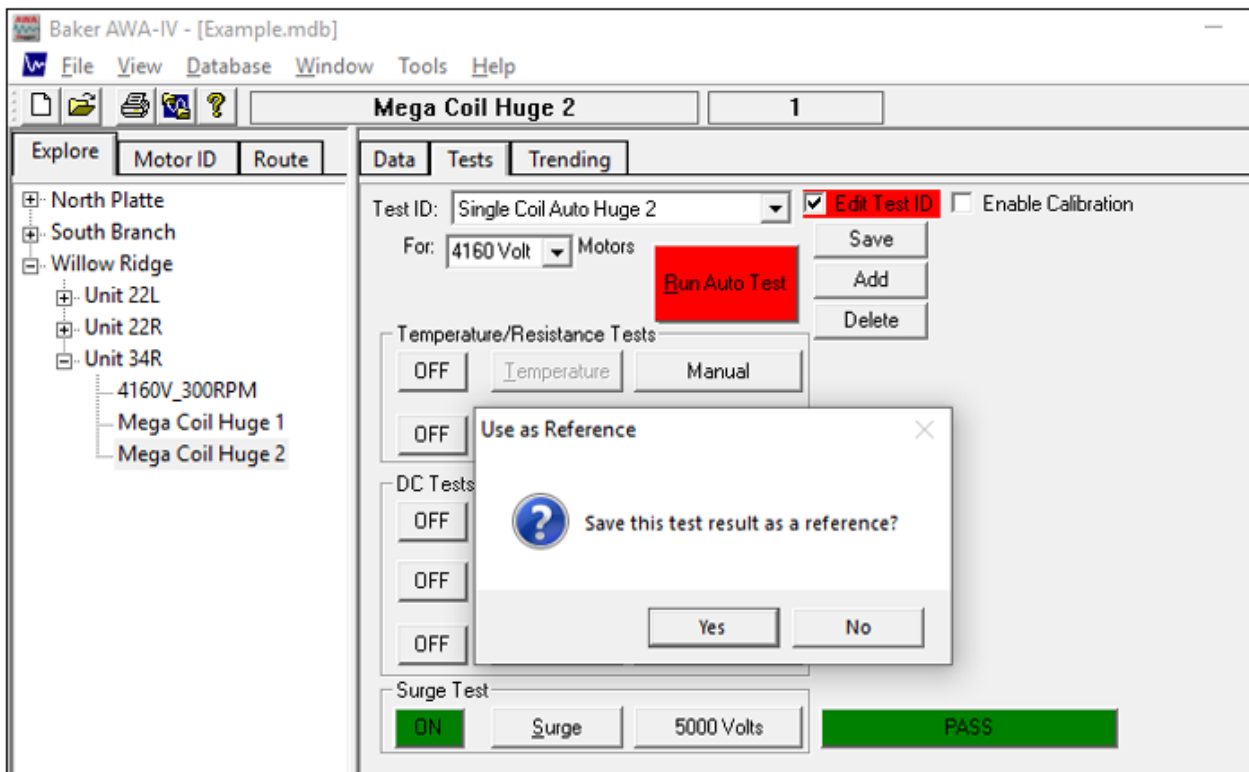 Baker AWA-IV - [Example.mdb]
File View Database Window Tools Help
Mega Coil Huge 2 1
Explore Motor ID Route
Data Tests Trending
North Platte
South Branch
Willow Ridge
Unit 22L
Unit 22R
Unit 34R
4160V_300RPM
Mega Coil Huge 1
Mega Coil Huge 2
Test ID: Single Coil Auto Huge 2 Edit Test ID Enable Calibration
For: 4160 Volt Motors
Run Auto Test
Save
Add
Delete
Temperature/Resistance Tests
OFF Temperature Manual
OFF
DC Tests
OFF
OFF
OFF
Use as Reference
Save this test result as a reference?
Yes No
Surge Test
ON Surge 5000 Volts PASS